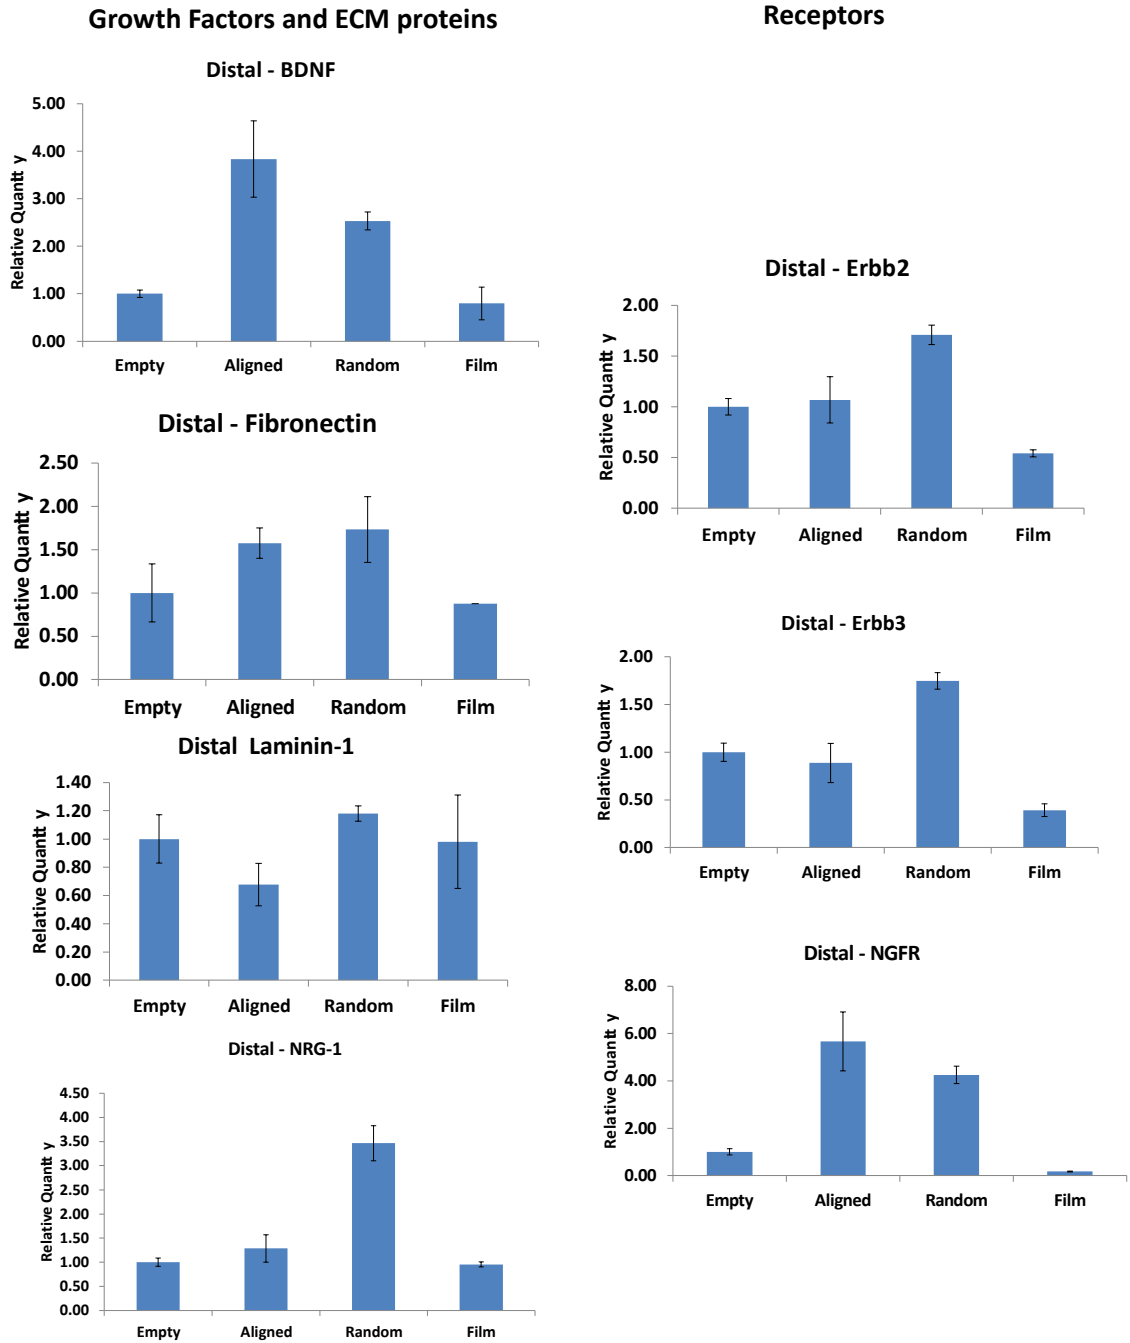 Growth Factors and ECM proteins
Receptors
Distal - BDNF
Relative Quantt y
5.00
4.00
3.00
2.00
1.00
0.00
Empty Aligned Random Film
Distal - Fibronectin
Relative Quantt y
2.50
2.00
1.50
1.00
0.50
0.00
Empty Aligned Random Film
Distal Laminin-1
Relative Quantt y
1.40
1.20
1.00
0.80
0.60
0.40
0.20
0.00
Empty Aligned Random Film
Distal - NRG-1
Relative Quantt y
4.50
4.00
3.50
3.00
2.50
2.00
1.50
1.00
0.50
0.00
Empty Aligned Random Film
Distal - Erbb2
Relative Quantt y
2.00
1.50
1.00
0.50
0.00
Empty Aligned Random Film
Distal - Erbb3
Relative Quantt y
2.00
1.50
1.00
0.50
0.00
Empty Aligned Random Film
Distal - NGFR
Relative Quantt y
8.00
6.00
4.00
2.00
0.00
Empty Aligned Random Film